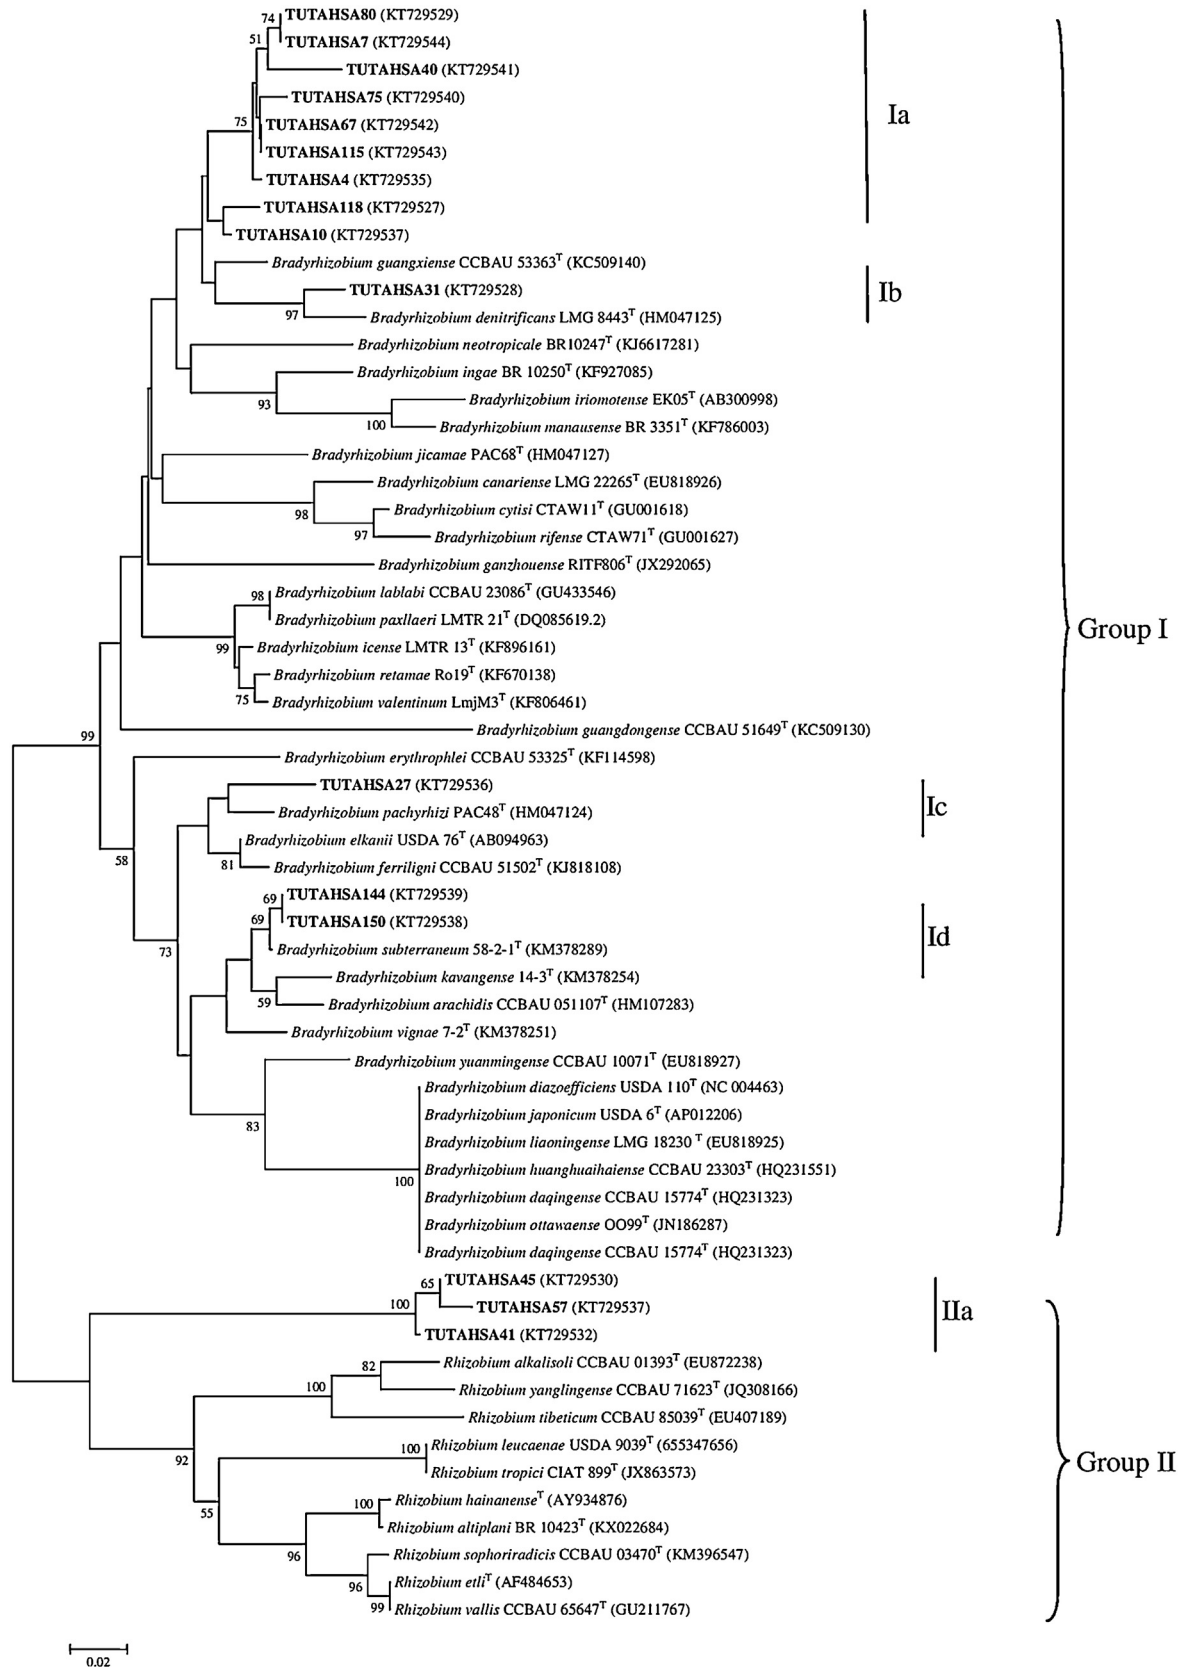 74 TUTAHSA80 (KT729529)
51 TUTAHSA7 (KT729544)
TUTAHSA40 (KT729541)
TUTAHSA75 (KT729540)
75 TUTAHSA67 (KT729542)
Ia
TUTAHSA115 (KT729543)
TUTAHSA4 (KT729535)
TUTAHSA118 (KT729527)
TUTAHSA10 (KT729537)
Bradyrhizobium guangxiense CCBAU 53363T (KC509140)
TUTAHSA31 (KT729528)
Ib
97 Bradyrhizobium denitrificans LMG 8443T (HM047125)
Bradyrhizobium neotropicale BR10247T (KJ6617281)
Bradyrhizobium ingae BR 10250T (KF927085)
93 Bradyrhizobium iriomotense EK05T (AB300998)
100 Bradyrhizobium manausense BR 3351T (KF786003)
Bradyrhizobium jicamae PAC68T (HM047127)
Bradyrhizobium canariense LMG 22265T (EU818926)
98 Bradyrhizobium cytisi CTAW11T (GU001618)
97 Bradyrhizobium rifense CTAW71T (GU001627)
Bradyrhizobium ganzhouense RITF806T (JX292065)
98 Bradyrhizobium lablabi CCBAU 23086T (GU433546)
Bradyrhizobium paxllaeri LMTR 21T (DQ085619.2)
Group I
99 Bradyrhizobium icense LMTR 13T (KF896161)
Bradyrhizobium retamae Ro19T (KF670138)
75 Bradyrhizobium valentinum LmjM3T (KF806461)
Bradyrhizobium guangdongense CCBAU 51649T (KC509130)
99
Bradyrhizobium erythrophlei CCBAU 53325T (KF114598)
TUTAHSA27 (KT729536)
Ic
Bradyrhizobium pachyrhizi PAC48T (HM047124)
Bradyrhizobium elkanii USDA 76T (AB094963)
58 81 Bradyrhizobium ferriligni CCBAU 51502T (KJ818108)
69 TUTAHSA144 (KT729539)
69 TUTAHSA150 (KT729538)
Id
73 Bradyrhizobium subterraneum 58-2-1T (KM378289)
Bradyrhizobium kavangense 14-3T (KM378254)
59 Bradyrhizobium arachidis CCBAU 051107T (HM107283)
Bradyrhizobium vignae 7-2T (KM378251)
Bradyrhizobium yuanmingense CCBAU 10071T (EU818927)
Bradyrhizobium diazoefficiens USDA 110T (NC 004463)
Bradyrhizobium japonicum USDA 6T (AP012206)
83 Bradyrhizobium liaoningense LMG 18230 T (EU818925)
Bradyrhizobium huanghuaihaiense CCBAU 23303T (HQ231551)
100
Bradyrhizobium daqingense CCBAU 15774T (HQ231323)
Bradyrhizobium ottawaense OO99T (JN186287)
Bradyrhizobium daqingense CCBAU 15774T (HQ231323)
65 TUTAHSA45 (KT729530)
100 TUTAHSA57 (KT729537)
IIa
TUTAHSA41 (KT729532)
82 Rhizobium alkalisoli CCBAU 01393T (EU872238)
100 Rhizobium yanglingense CCBAU 71623T (JQ308166)
Rhizobium tibeticum CCBAU 85039T (EU407189)
100 Rhizobium leucaenae USDA 9039T (655347656)
92
Group II
Rhizobium tropici CIAT 899T (JX863573)
100 Rhizobium hainanenseT (AY934876)
55 Rhizobium altiplani BR 10423T (KX022684)
96 Rhizobium sophoriradicis CCBAU 03470T (KM396547)
96 Rhizobium etliT (AF484653)
99 Rhizobium vallis CCBAU 65647T (GU211767)
0.02